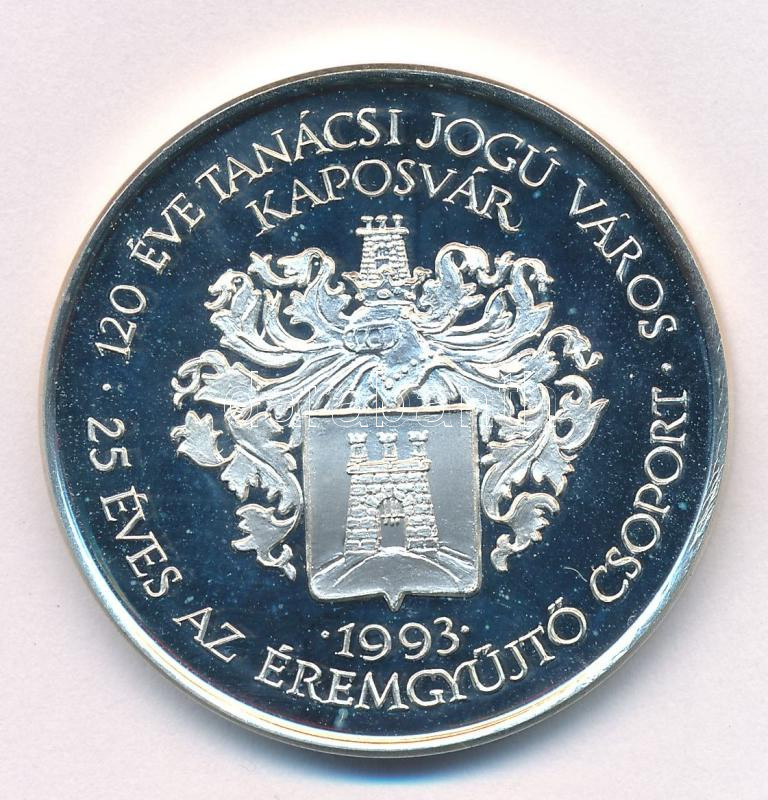 120 ÉVE TANÁCSI JOGÚ VÁROS
KAPOSVÁR
·1993·
· 25 ÉVES AZ ÉREMGYŰJTŐ CSOPORT ·